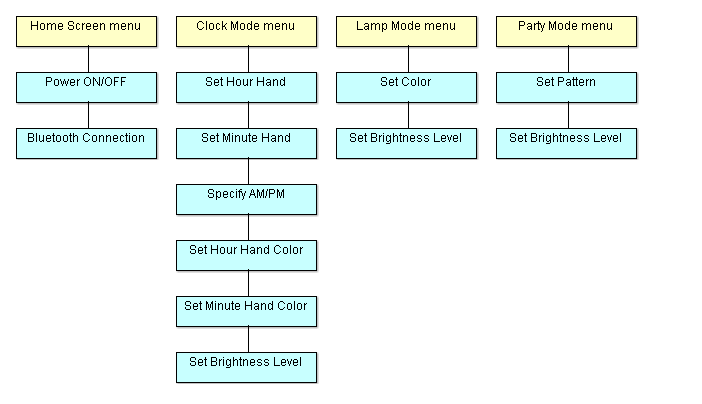 Home Screen menu
Power ON/OFF
Bluetooth Connection
Clock Mode menu
Set Hour Hand
Set Minute Hand
Specify AM/PM
Set Hour Hand Color
Set Minute Hand Color
Set Brightness Level
Lamp Mode menu
Set Color
Set Brightness Level
Party Mode menu
Set Pattern
Set Brightness Level